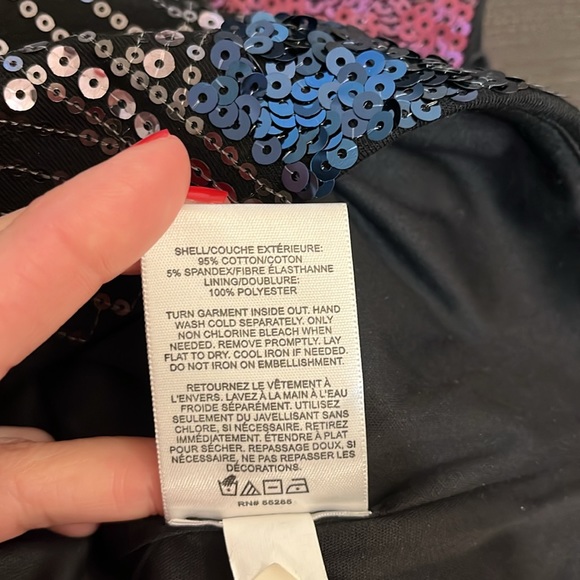 SHELL/COUCHE EXTÉRIEURE:
95% COTTON/COTON
5% SPANDEX/FIBRE ÉLASTHANNE
LINING/DOUBLURE:
100% POLYESTER
TURN GARMENT INSIDE OUT. HAND
WASH COLD SEPARATELY. ONLY
NON CHLORINE BLEACH WHEN
NEEDED. REMOVE PROMPTLY. LAY
FLAT TO DRY. COOL IRON IF NEEDED.
DO NOT IRON ON EMBELLISHMENT.
RETOURNEZ LE VÊTEMENT À
L'ENVERS. LAVEZ À LA MAIN À L'EAU
FROIDE SÉPARÉMENT. UTILISEZ
SEULEMENT DU JAVELLISANT SANS
CHLORE, SI NÉCESSAIRE. RETIREZ
IMMÉDIATEMENT. ÉTENDRE À PLAT
POUR SÉCHER. REPASSAGE DOUX, SI
NÉCESSAIRE, NE PAS REPASSER LES
DÉCORATIONS.
RN# 65266